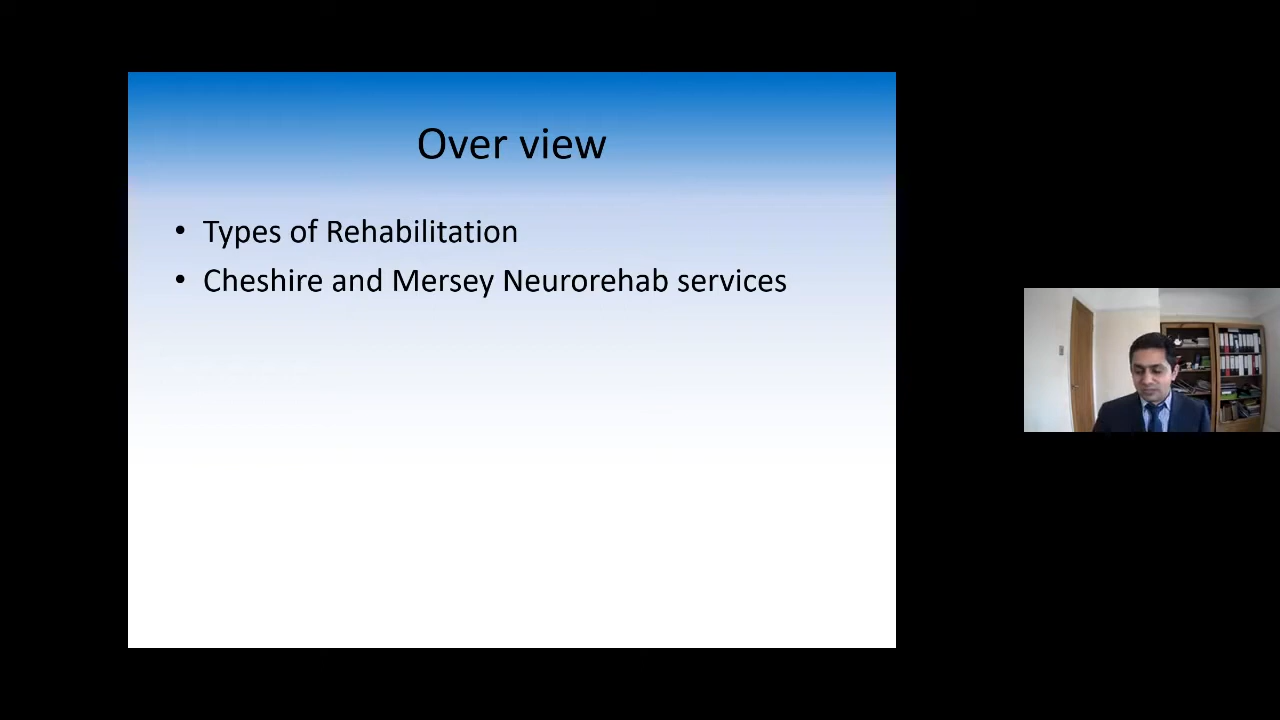 Over view
• Types of Rehabilitation
• Cheshire and Mersey Neurorehab services